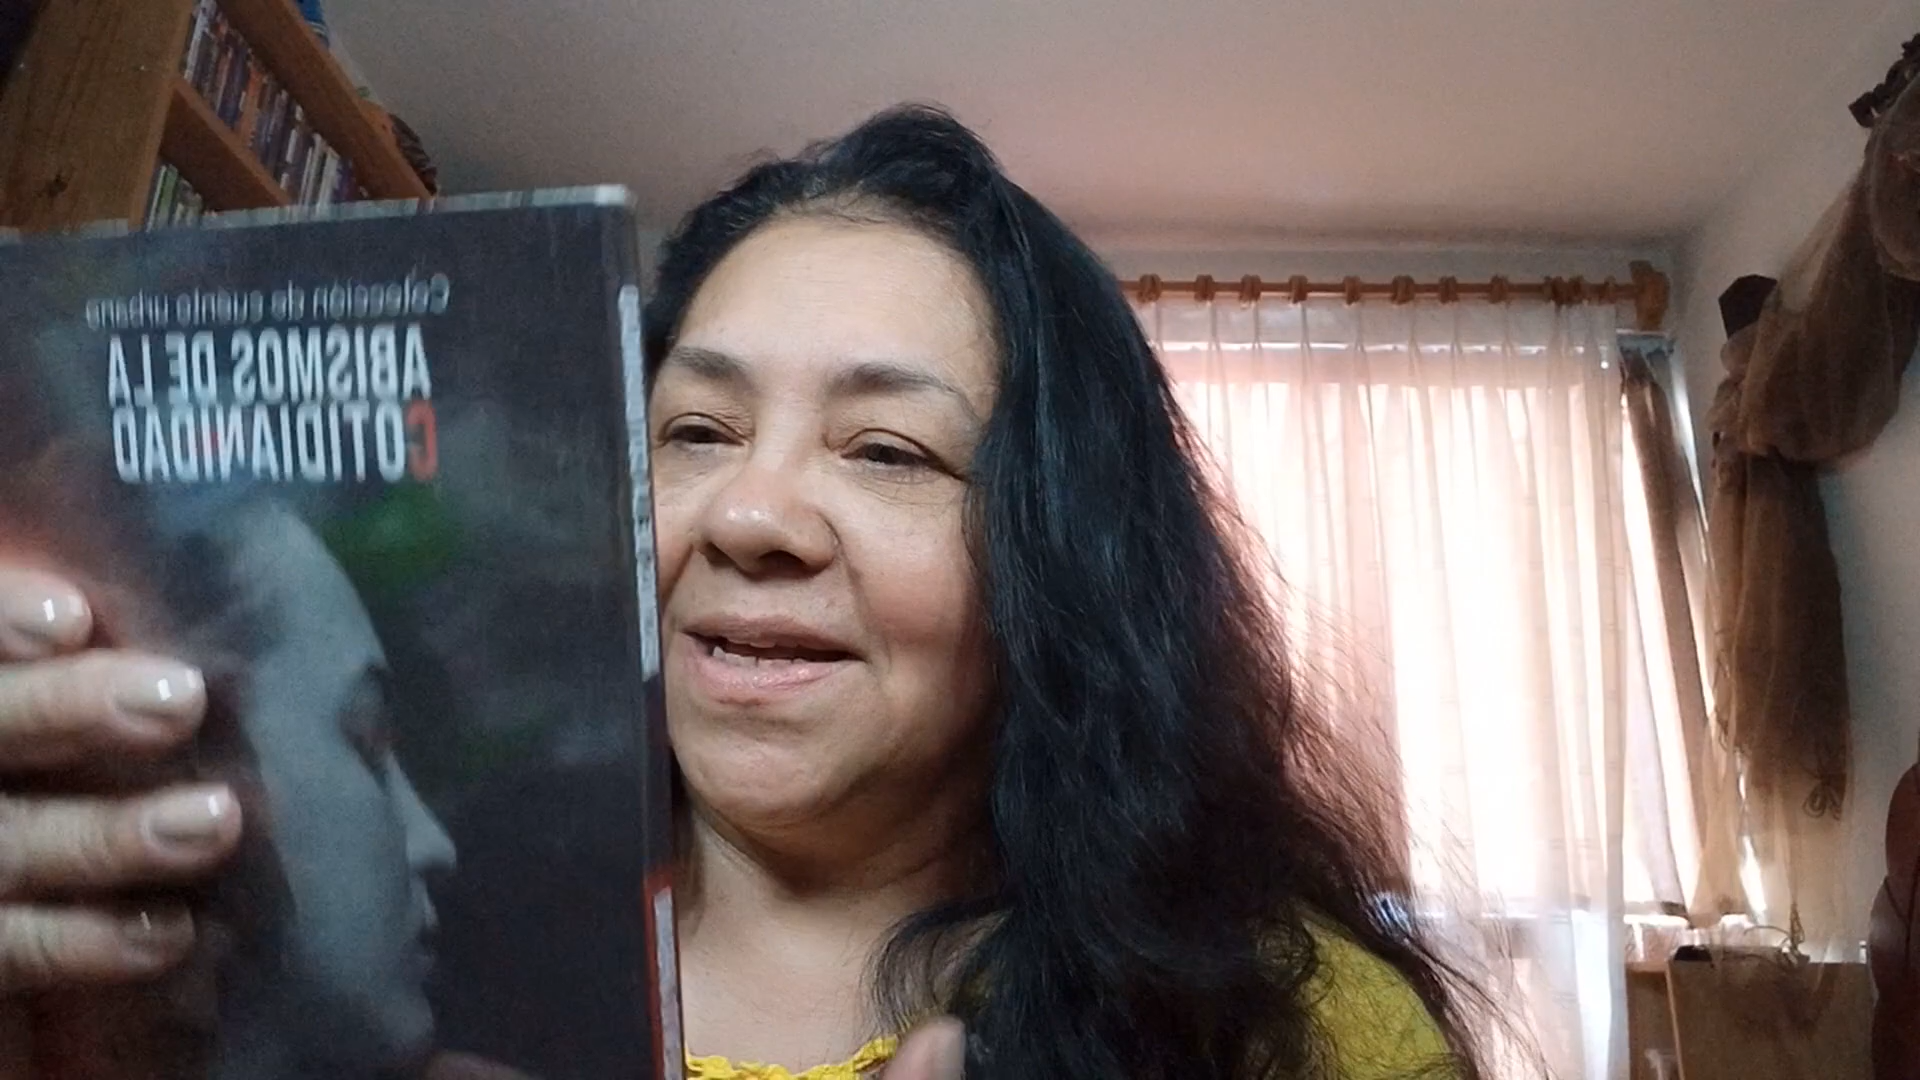 Colección de cuento urbano
ABISMOS DE LA
COTIDIANIDAD